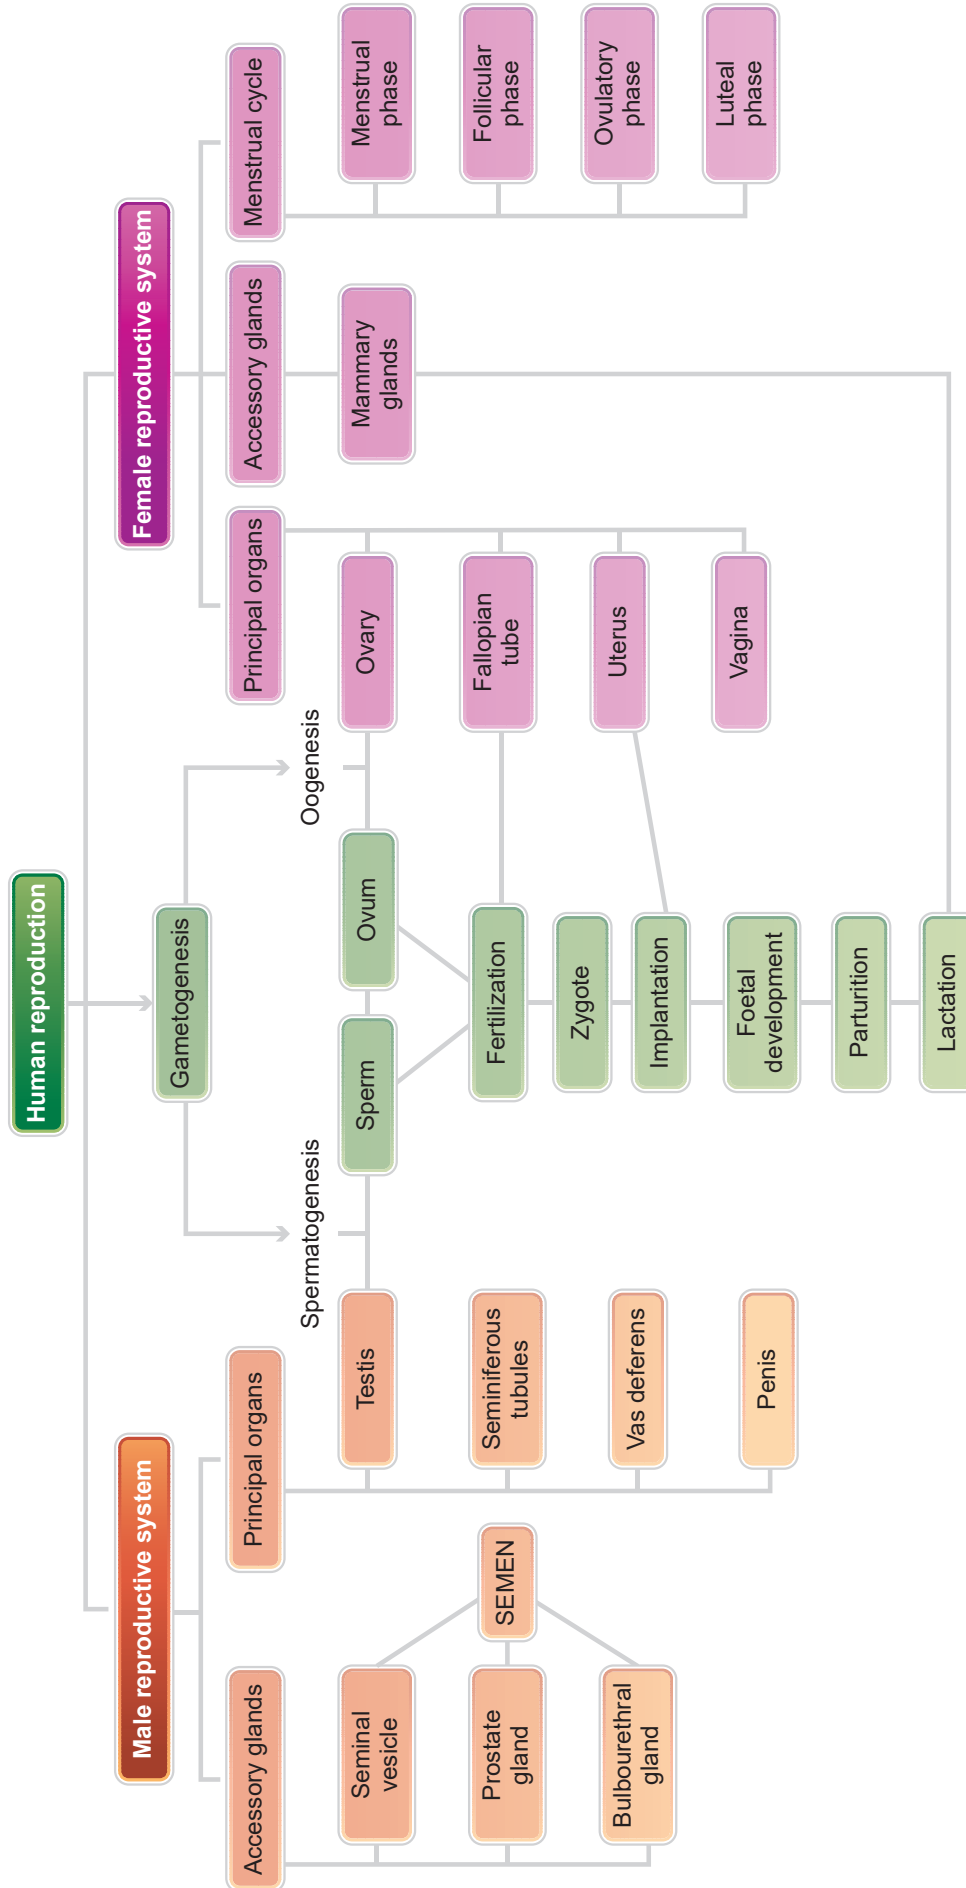 Human reproduction
Male reproductive system
Female reproductive system
Gametogenesis
Accessory glands
Principal organs
Principal organs
Accessory glands
Menstrual cycle
Spermatogenesis
Oogenesis
Seminal
vesicle
Testis
Sperm
Ovum
Ovary
Mammary
glands
Menstrual
phase
Prostate
gland
SEMEN
Seminiferous
tubules
Fertilization
Fallopian
tube
Follicular
phase
Zygote
Bulbourethral
gland
Vas deferens
Implantation
Uterus
Ovulatory
phase
Penis
Foetal
development
Vagina
Luteal
phase
Parturition
Lactation